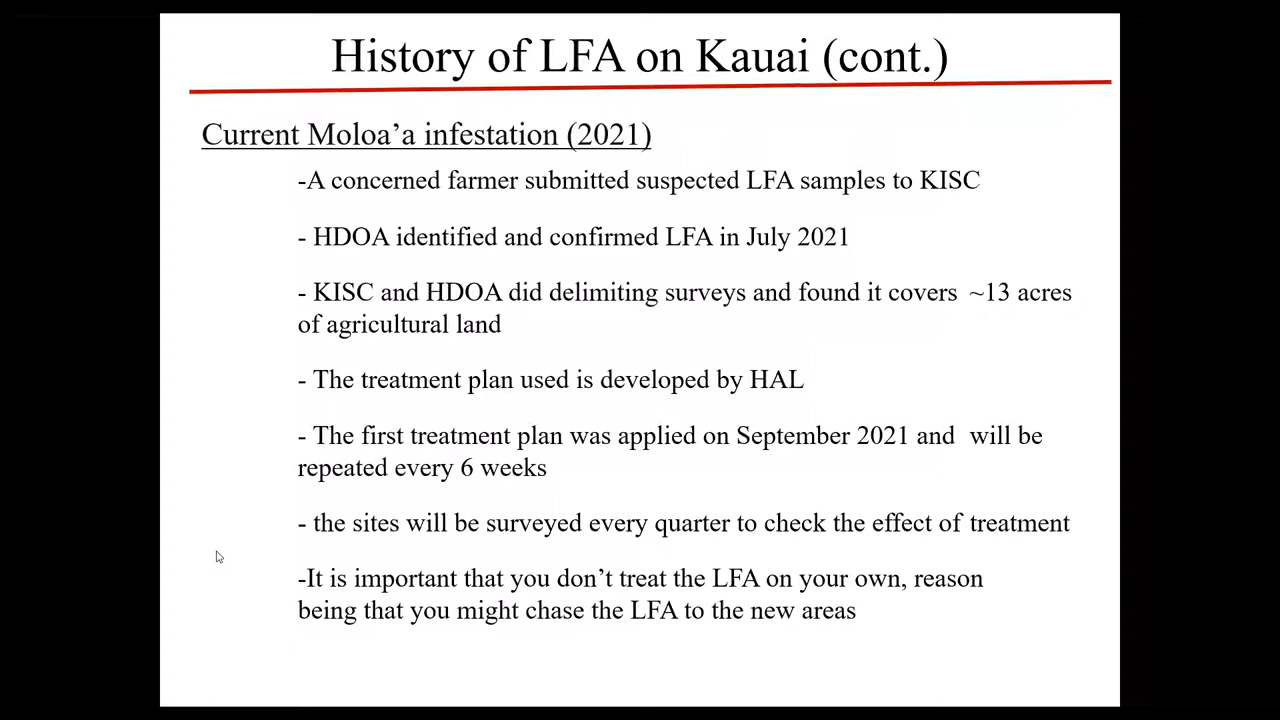 History of LFA on Kauai (cont.)
Current Moloa’a infestation (2021)
-A concerned farmer submitted suspected LFA samples to KISC
- HDOA identified and confirmed LFA in July 2021
- KISC and HDOA did delimiting surveys and found it covers ~13 acres
of agricultural land
- The treatment plan used is developed by HAL
- The first treatment plan was applied on September 2021 and will be
repeated every 6 weeks
- the sites will be surveyed every quarter to check the effect of treatment
-It is important that you don’t treat the LFA on your own, reason
being that you might chase the LFA to the new areas